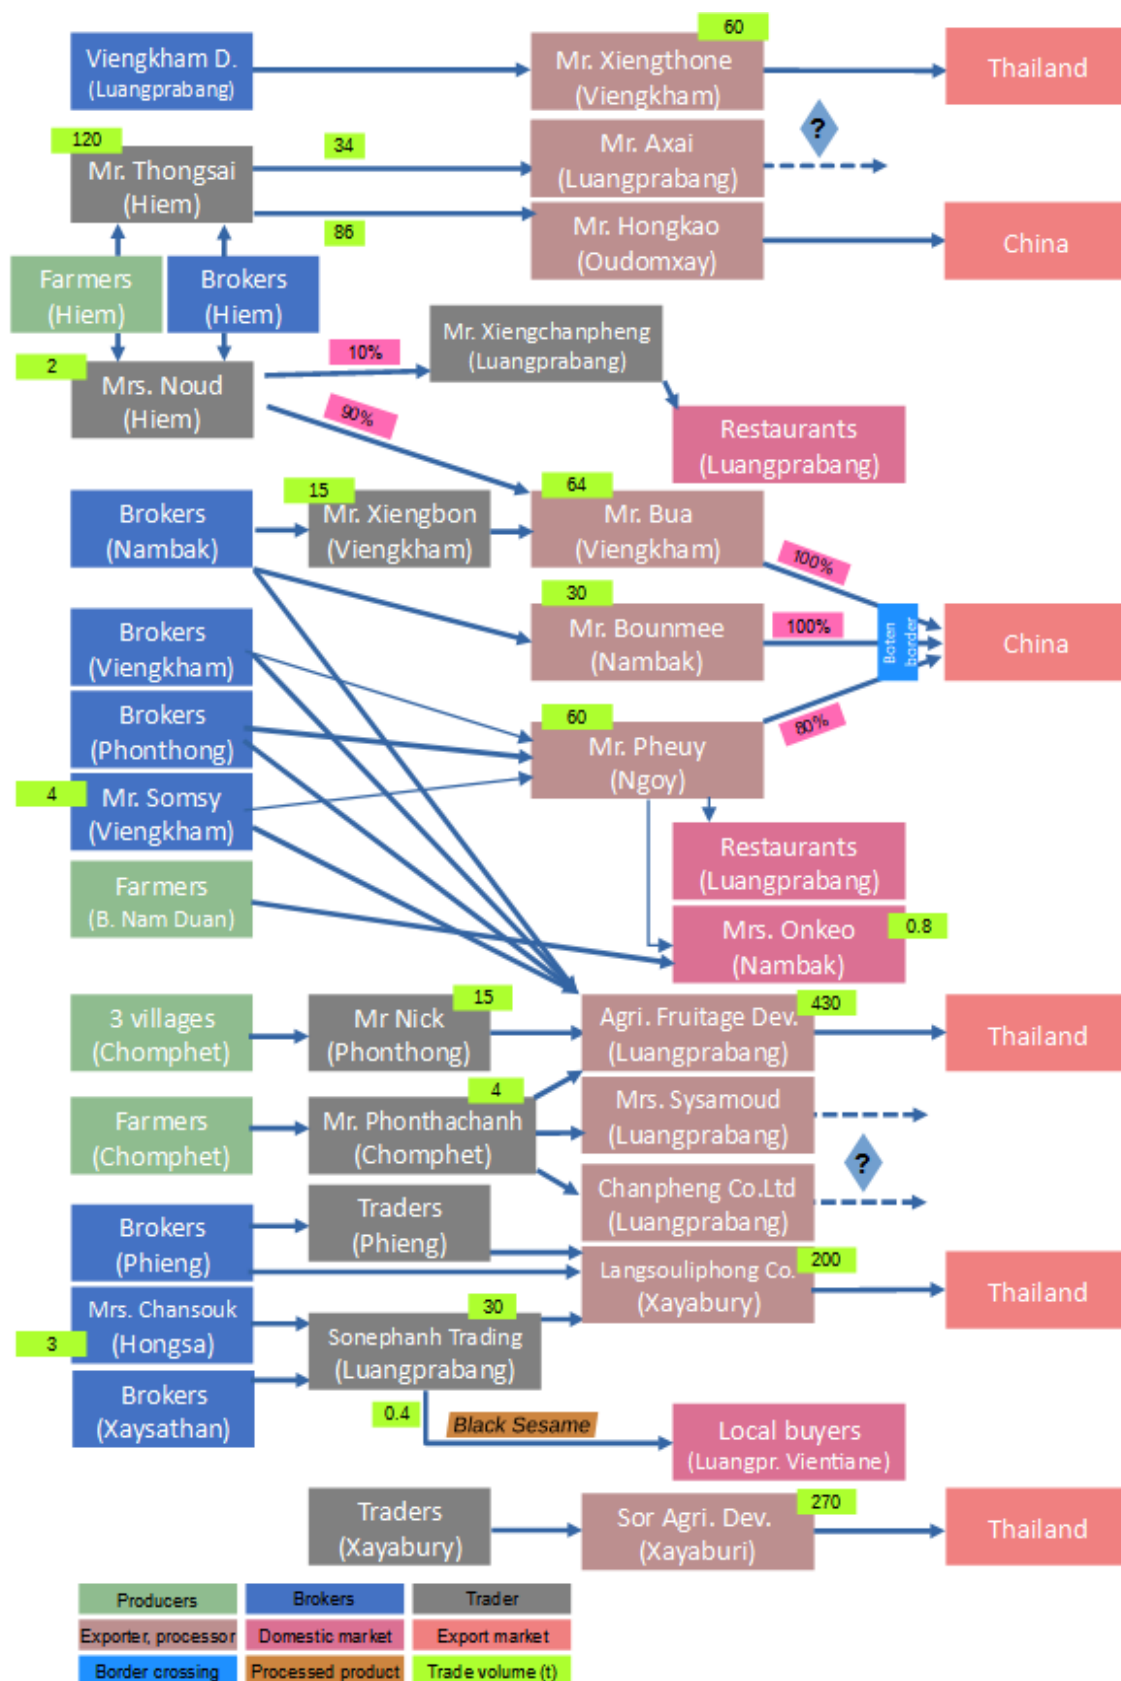 60
Viengkham D.
(Luangprabang)
Mr. Xiengthone
(Viengkham)
Thailand
?
120
Mr. Thongsai
(Hiem)
34
Mr. Axai
(Luangprabang)
86
Mr. Hongkao
(Oudomxay)
China
Farmers
(Hiem)
Brokers
(Hiem)
2
Mrs. Noud
(Hiem)
10%
Mr. Xiengchanpheng
(Luangprabang)
90%
Restaurants
(Luangprabang)
Brokers
(Nambak)
15
Mr. Xiengbon
(Viengkham)
64
Mr. Bua
(Viengkham)
100%
30
Mr. Bounmee
(Nambak)
100%
Boten
border
China
Brokers
(Viengkham)
Brokers
(Phonthong)
60
Mr. Pheuy
(Ngoy)
80%
4
Mr. Somsy
(Viengkham)
Restaurants
(Luangprabang)
Farmers
(B. Nam Duan)
Mrs. Onkeo
(Nambak)
0.8
3 villages
(Chomphet)
15
Mr Nick
(Phonthong)
430
Agri. Fruitage Dev.
(Luangprabang)
Thailand
Farmers
(Chomphet)
4
Mr. Phonthachanh
(Chomphet)
Mrs. Sysamoud
(Luangprabang)
?
Chanpheng Co.Ltd
(Luangprabang)
Brokers
(Phieng)
Traders
(Phieng)
200
Langsouliphong Co.
(Xayabury)
Thailand
Mrs. Chansouk
(Hongsa)
3
30
Sonephanh Trading
(Luangprabang)
Brokers
(Xaysathan)
0.4
Black Sesame
Local buyers
(Luangpr. Vientiane)
Traders
(Xayabury)
270
Sor Agri. Dev.
(Xayaburi)
Thailand
Producers
Brokers
Trader
Exporter, processor
Domestic market
Export market
Border crossing
Processed product
Trade volume (t)